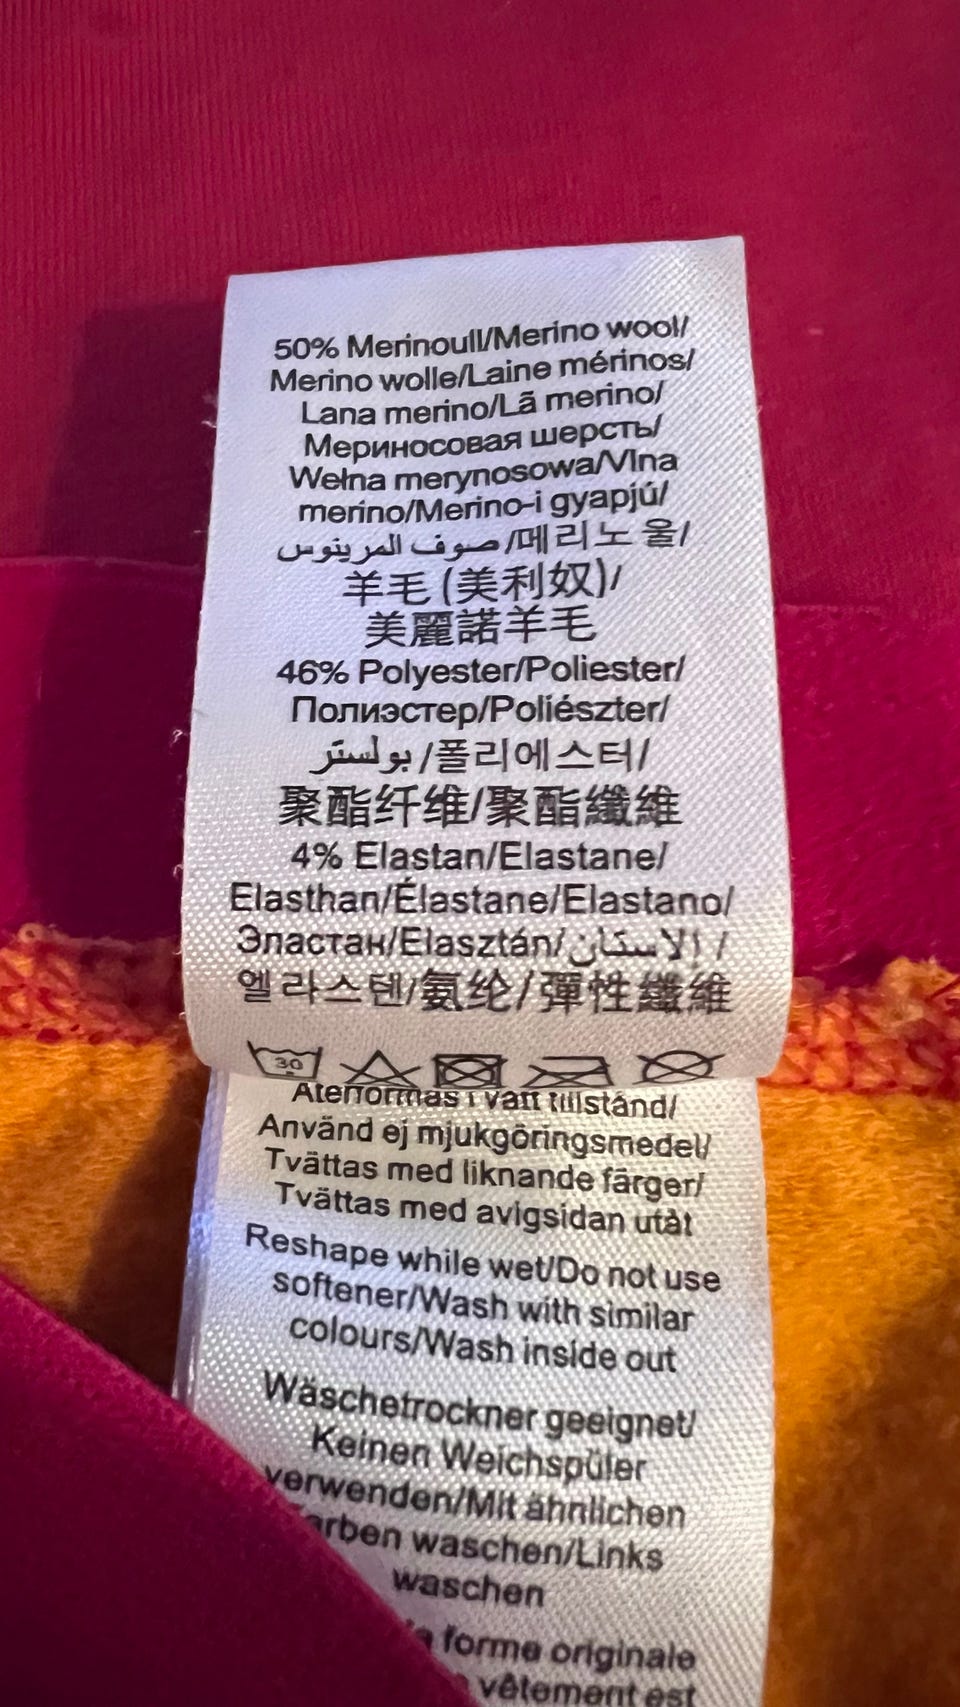 50% Merinoull/Merino wool/
Merino wolle/Laine mérinos/
Lana merino/Lã merino/
Мериносовая шерсть/
Wełna merynosowa/Vlna
merino/Merino-i gyapjú/
صوف المرينوس /메리노 울/
羊毛 (美利奴)/
美麗諾羊毛
46% Polyester/Poliester/
Полиэстер/Poliészter/
بولستر /폴리에스터/
聚酯纤维/聚酯纖維
4% Elastan/Elastane/
Elasthan/Élastane/Elastano/
Эластан/Elasztán/الاستان /
엘라스텐/氨纶/彈性纖維
30
Återformas i vått tillstånd/
Använd ej mjukgöringsmedel/
Tvättas med liknande färger/
Tvättas med avigsidan utåt
Reshape while wet/Do not use
softener/Wash with similar
colours/Wash inside out
Wäschetrockner geeignet/
Keinen Weichspüler
verwenden/Mit ähnlichen
arben waschen/Links
waschen
forme originale
vêtement est